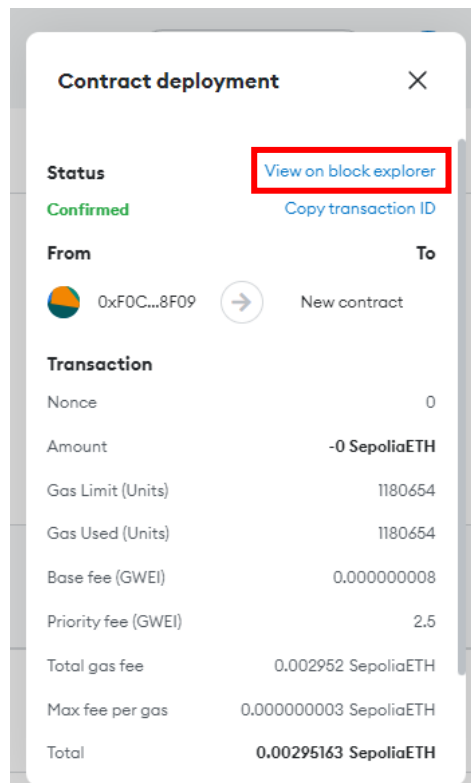 Contract deployment
Status View on block explorer
Confirmed Copy transaction ID
From To
0xF0C...8F09 New contract
Transaction
Nonce 0
Amount -0 SepoliaETH
Gas Limit (Units) 1180654
Gas Used (Units) 1180654
Base fee (GWEI) 0.000000008
Priority fee (GWEI) 2.5
Total gas fee 0.002952 SepoliaETH
Max fee per gas 0.000000003 SepoliaETH
Total 0.00295163 SepoliaETH